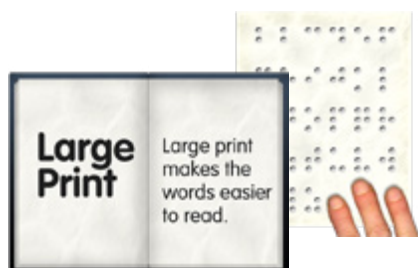 Large
Print
Large print
makes the
words easier
to read.